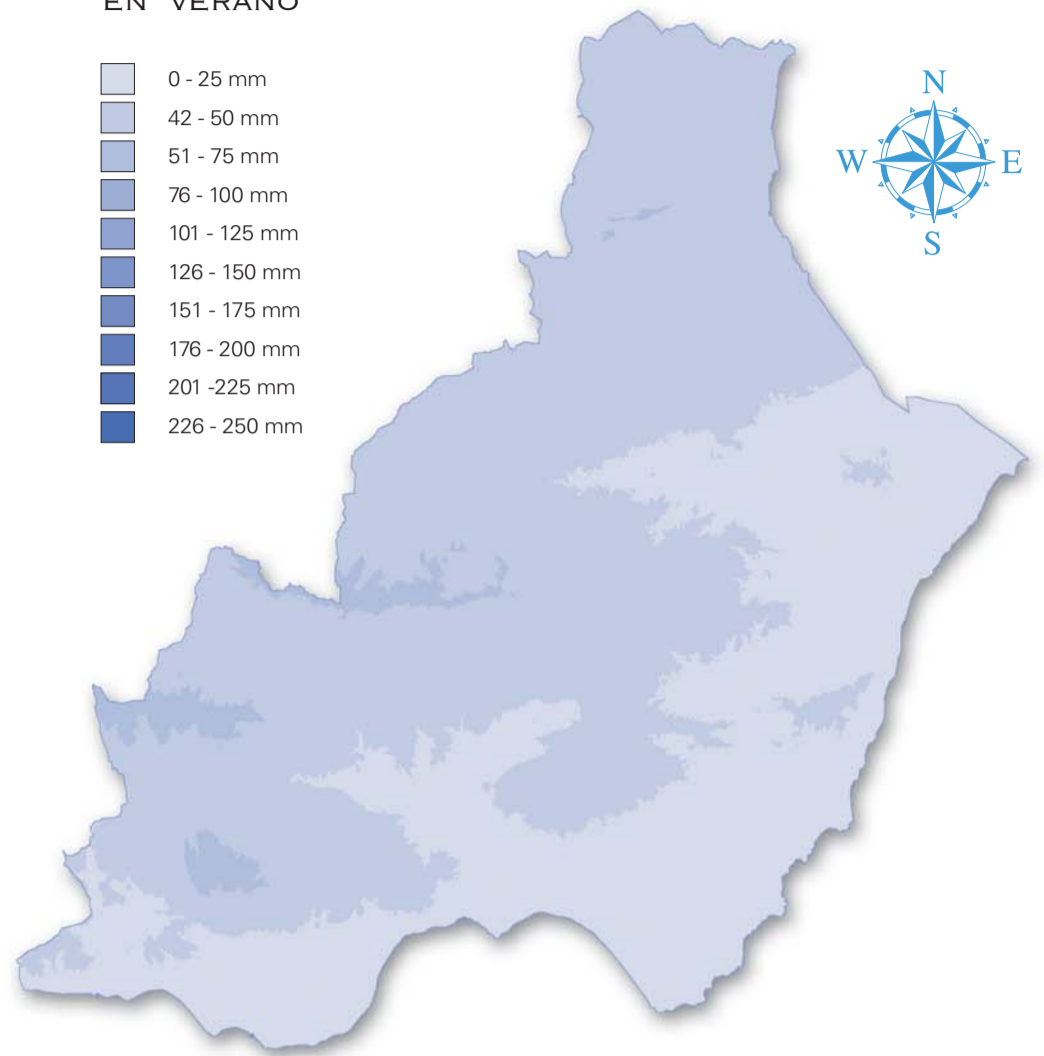 EN VERANO
0 - 25 mm
42 - 50 mm
51 - 75 mm
76 - 100 mm
101 - 125 mm
126 - 150 mm
151 - 175 mm
176 - 200 mm
201 -225 mm
226 - 250 mm
N
W E
S